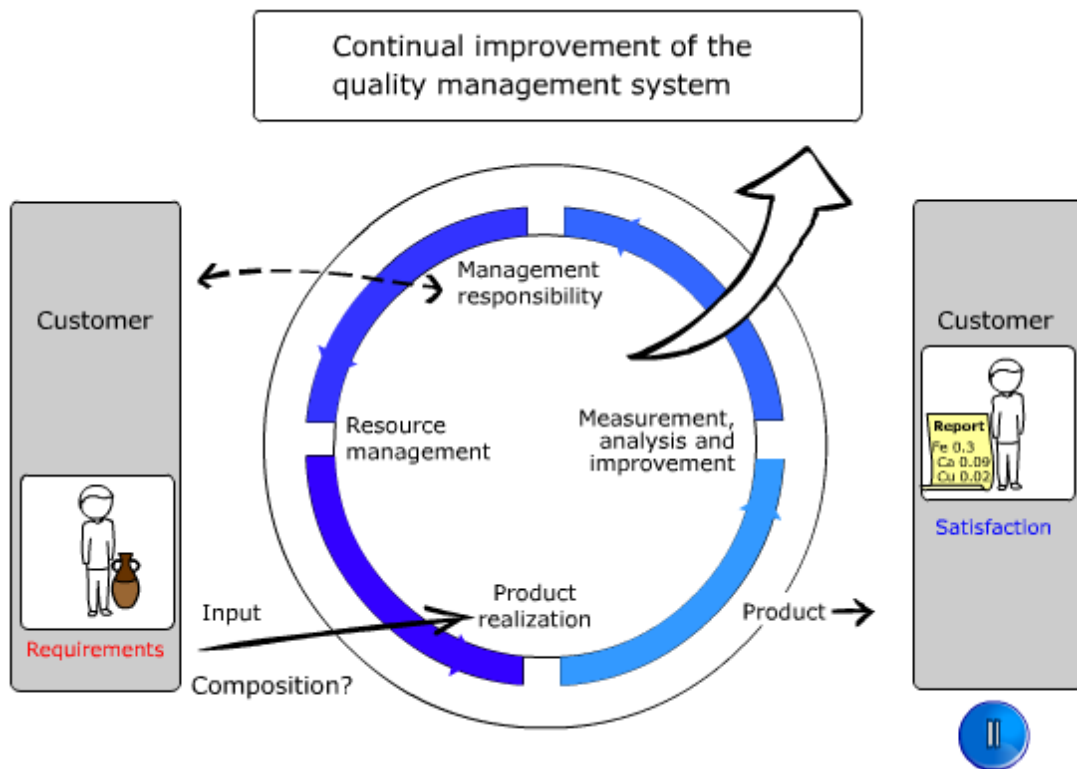 Continual improvement of the
quality management system
Customer
Requirements
Management
responsibility
Resource
management
Measurement,
analysis and
improvement
Product
realization
Input
Composition?
Product
Customer
Report
Fe 0.3
Ca 0.09
Cu 0.02
Satisfaction